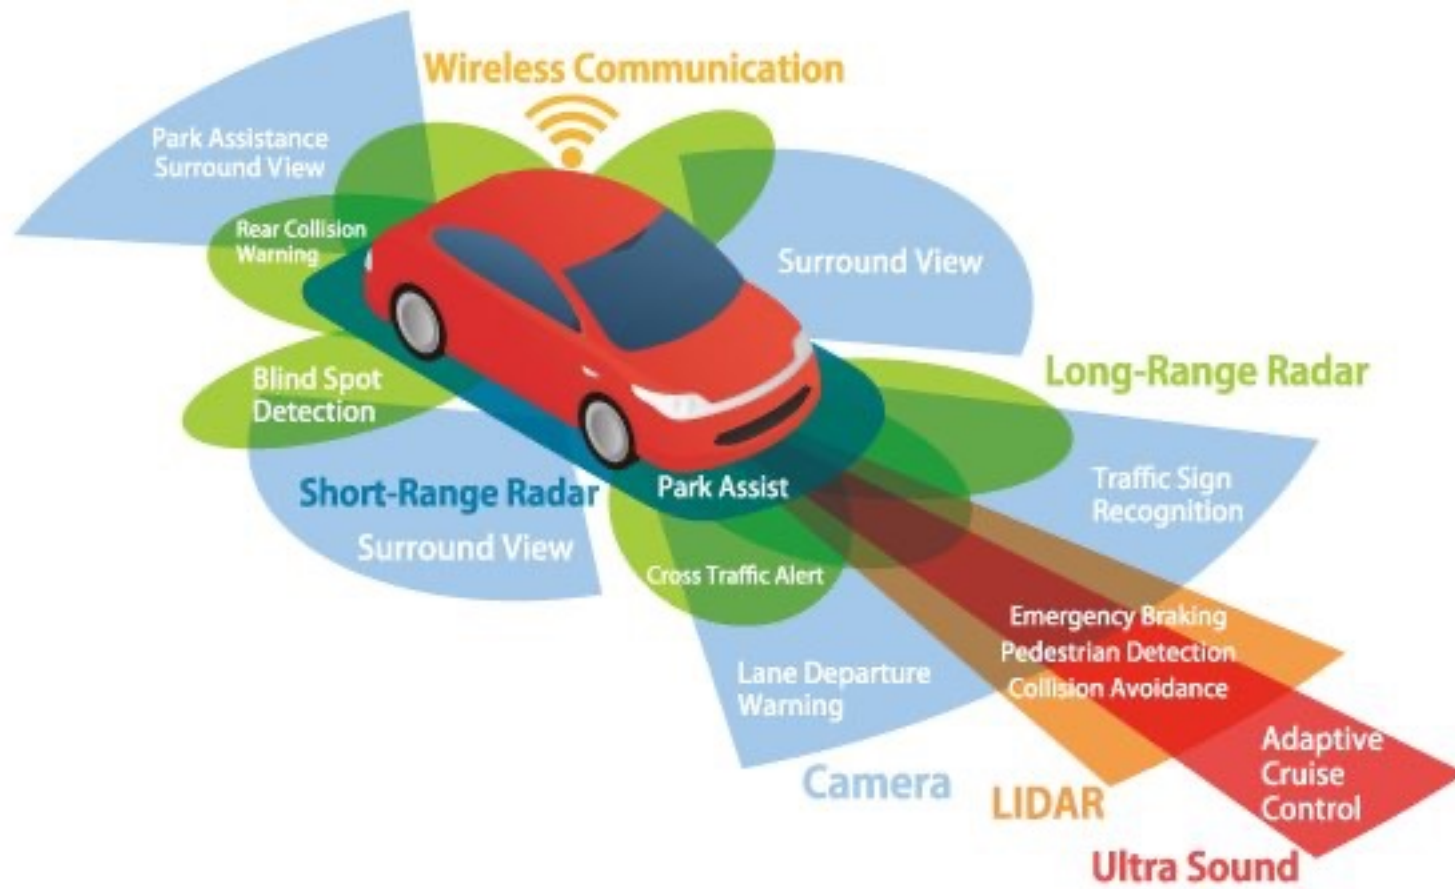 Wireless Communication
Park Assistance
Surround View
Rear Collision
Warning
Surround View
Blind Spot
Detection
Long-Range Radar
Short-Range Radar
Park Assist
Traffic Sign
Recognition
Surround View
Cross Traffic Alert
Emergency Braking
Pedestrian Detection
Collision Avoidance
Lane Departure
Warning
Adaptive
Cruise
Control
Camera
LIDAR
Ultra Sound